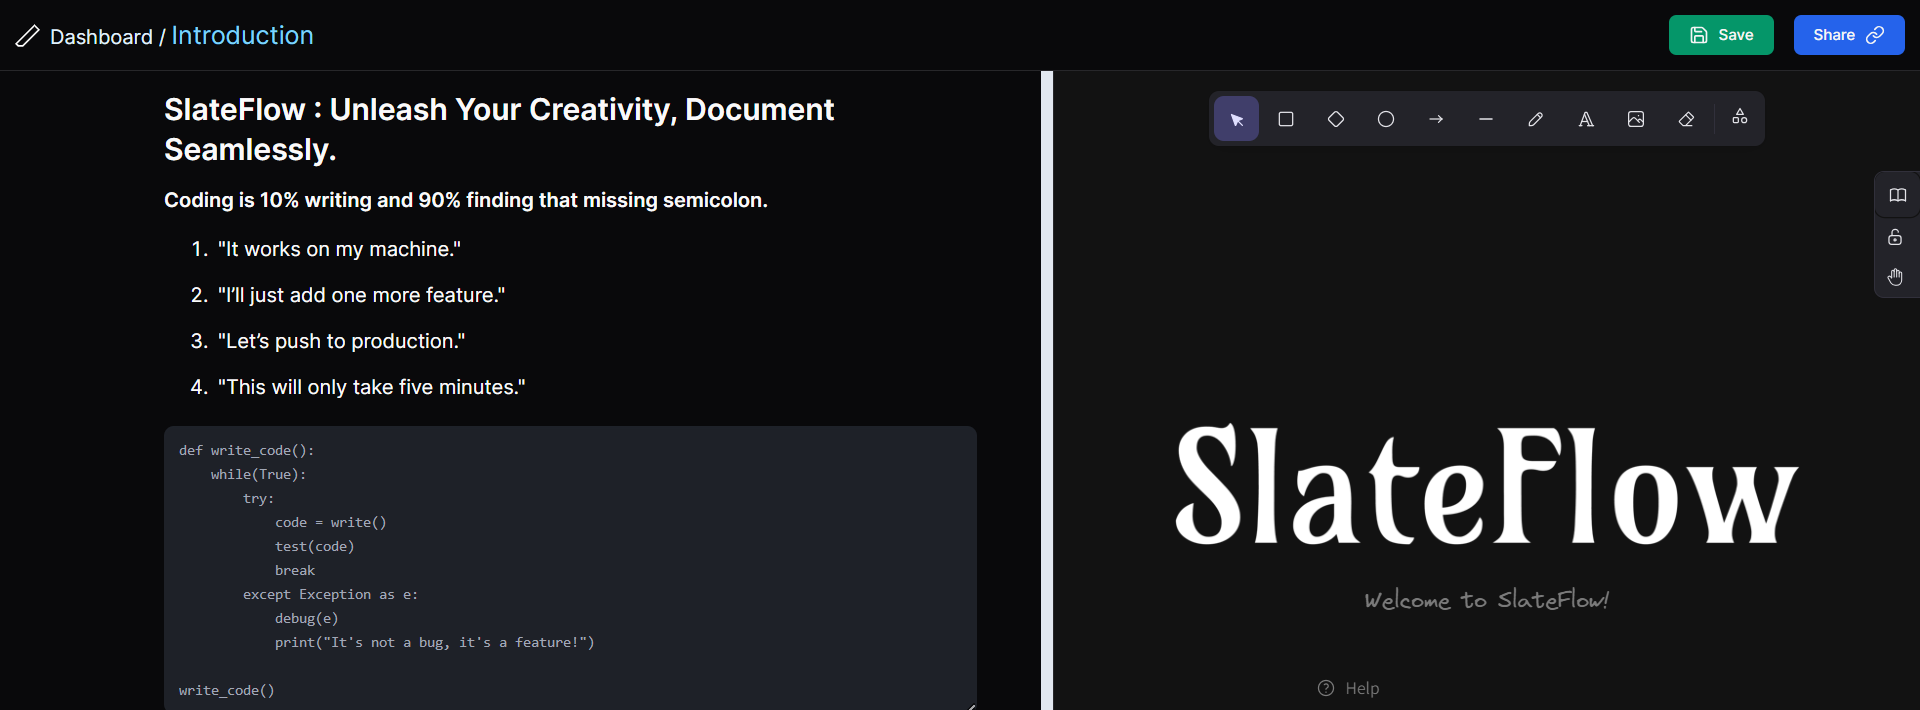 Dashboard / Introduction
Save
Share
SlateFlow : Unleash Your Creativity, Document
Seamlessly.
Coding is 10% writing and 90% finding that missing semicolon.
1. "It works on my machine."
2. "I’ll just add one more feature."
3. "Let’s push to production."
4. "This will only take five minutes."
def write_code():
    while(True):
        try:
            code = write()
            test(code)
            break
        except Exception as e:
            debug(e)
            print("It's not a bug, it's a feature!")
write_code()
A
SlateFlow
Welcome to SlateFlow!
Help